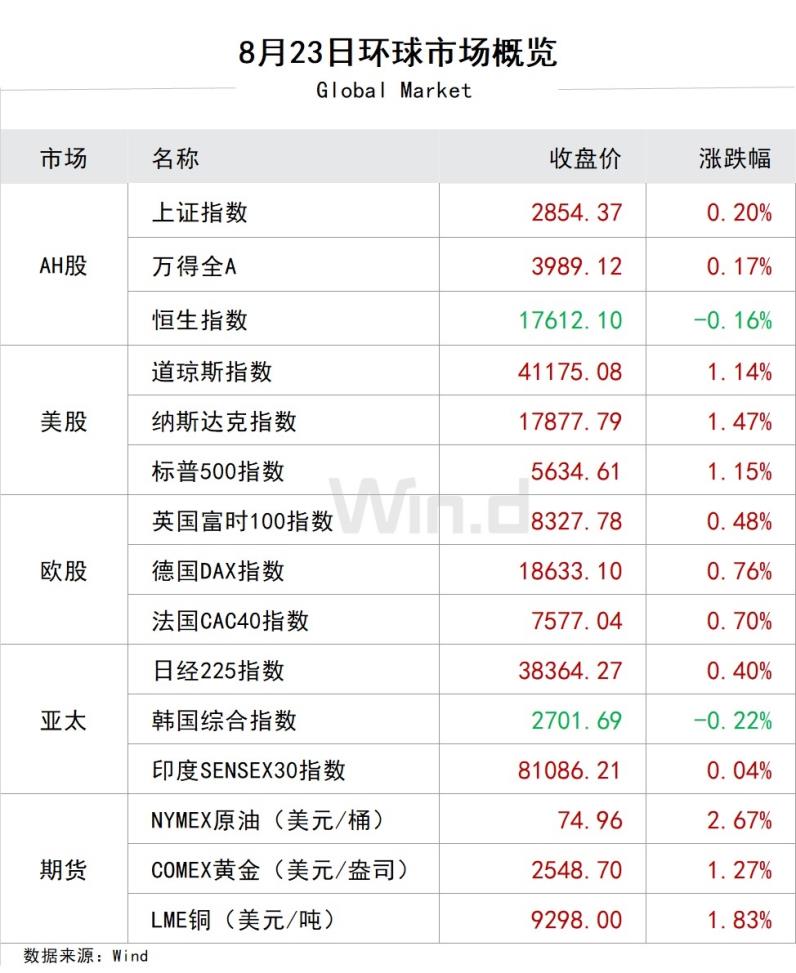 8月23日环球市场概览
Global Market
市场 名称 收盘价 涨跌幅
AH股
上证指数 2854.37 0.20%
万得全A 3989.12 0.17%
恒生指数 17612.10 -0.16%
美股
道琼斯指数 41175.08 1.14%
纳斯达克指数 17877.79 1.47%
标普500指数 5634.61 1.15%
欧股
英国富时100指数 8327.78 0.48%
德国DAX指数 18633.10 0.76%
法国CAC40指数 7577.04 0.70%
亚太
日经225指数 38364.27 0.40%
韩国综合指数 2701.69 -0.22%
印度SENSEX30指数 81086.21 0.04%
期货
NYMEX原油（美元/桶） 74.96 2.67%
COMEX黄金（美元/盎司） 2548.70 1.27%
LME铜（美元/吨） 9298.00 1.83%
Win.d
数据来源：Wind